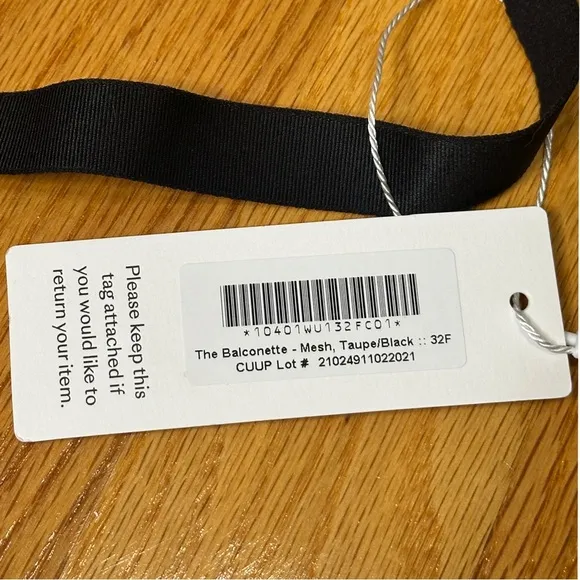 Please keep this
tag attached if
you would like to
return your item.
*10401WU132FC01*
The Balconette - Mesh, Taupe/Black :: 32F
CUUP Lot # 21024911022021